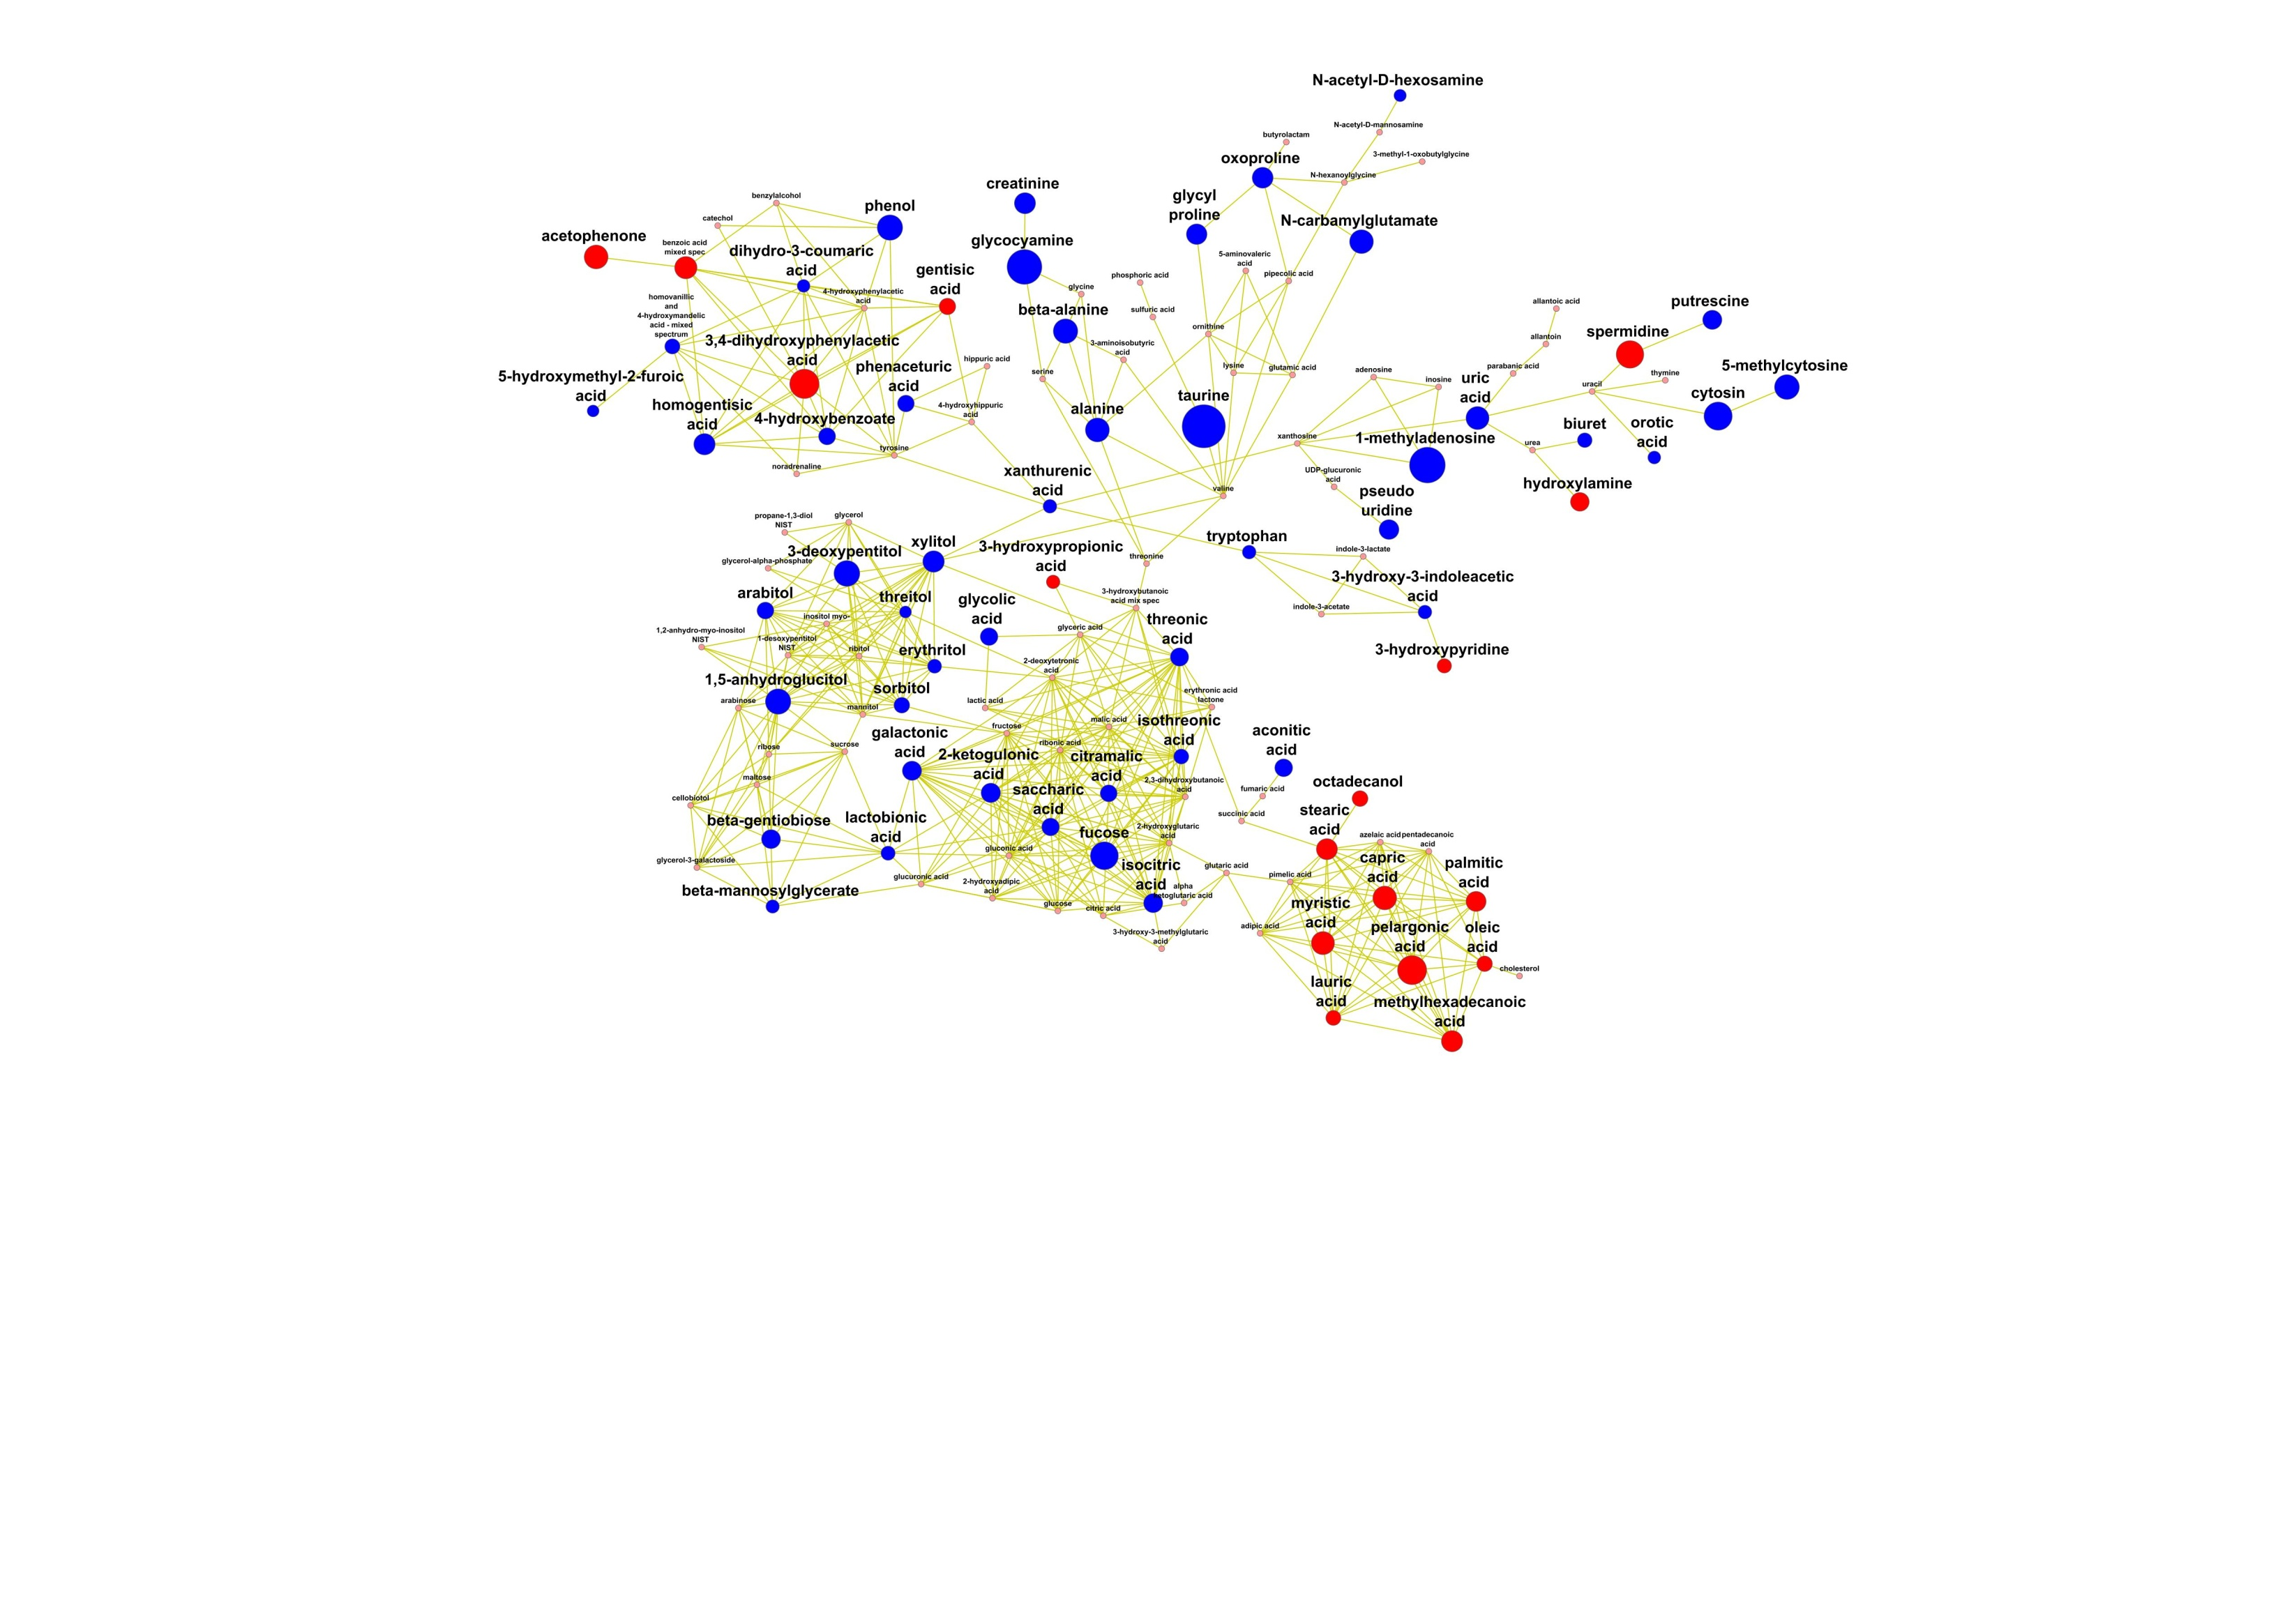 N-acetyl-D-hexosamine
N-acetyl-D-mannosamine
butyrolactam
3-methyl-1-oxobutylglycine
oxoproline
N-hexanoylglycine
creatinine
glycyl
proline
N-carbamylglutamate
benzylalcohol
phenol
catechol
acetophenone
benzoic acid
mixed spec
dihydro-3-coumaric
acid
glycocyamine
gentisic
acid
4-hydroxyphenylacetic
acid
homovanillic
and
4-hydroxymandelic
acid - mixed
spectrum
phosphoric acid
5-aminovaleric
acid
pipecolic acid
glycine
beta-alanine
sulfuric acid
ornithine
allantoic acid
putrescine
spermidine
allantoin
3,4-dihydroxyphenylacetic
acid
3-aminoisobutyric
acid
hippuric acid
phenaceturic
acid
serine
lysine
glutamic acid
adenosine
inosine
parabanic acid
uric
acid
uracil
thymine
5-methylcytosine
cytosin
5-hydroxymethyl-2-furoic
acid
homogentisic
acid
4-hydroxybenzoate
4-hydroxyhippuric
acid
alanine
taurine
xanthosine
1-methyladenosine
urea
biuret
orotic
acid
tyrosine
noradrenaline
xanthurenic
acid
valine
UDP-glucuronic
acid
pseudo
uridine
hydroxylamine
propane-1,3-diol
NIST
glycerol
3-deoxypentitol
xylitol
3-hydroxypropionic
acid
threonine
tryptophan
indole-3-lactate
glycerol-alpha-phosphate
3-hydroxy-3-indoleacetic
acid
indole-3-acetate
arabitol
threitol
glycolic
acid
3-hydroxybutanoic
acid mix spec
inositol myo-
glyceric acid
threonic
acid
1,2-anhydro-myo-inositol
NIST
1-desoxypentitol
NIST
ribitol
erythritol
2-deoxytetronic
acid
3-hydroxypyridine
1,5-anhydroglucitol
sorbitol
arabinose
mannitol
lactic acid
erythronic acid
lactone
fructose
malic acid
isothreonic
acid
galactonic
acid
ribose
sucrose
2-ketogulonic
acid
ribonic acid
citramalic
acid
aconitic
acid
maltose
cellobiotol
saccharic
acid
2,3-dihydroxybutanoic
acid
fumaric acid
octadecanol
succinic acid
stearic
acid
beta-gentiobiose
lactobionic
acid
fucose
2-hydroxyglutaric
acid
azelaic acid
pentadecanoic
acid
glycerol-3-galactoside
gluconic acid
isocitric
acid
glutaric acid
capric
acid
palmitic
acid
pimelic acid
glucuronic acid
beta-mannosylglycerate
2-hydroxyadipic
acid
glucose
citric acid
alpha
ketoglutaric acid
myristic
acid
3-hydroxy-3-methylglutaric
acid
adipic acid
pelargonic
acid
oleic
acid
cholesterol
lauric
acid
methylhexadecanoic
acid